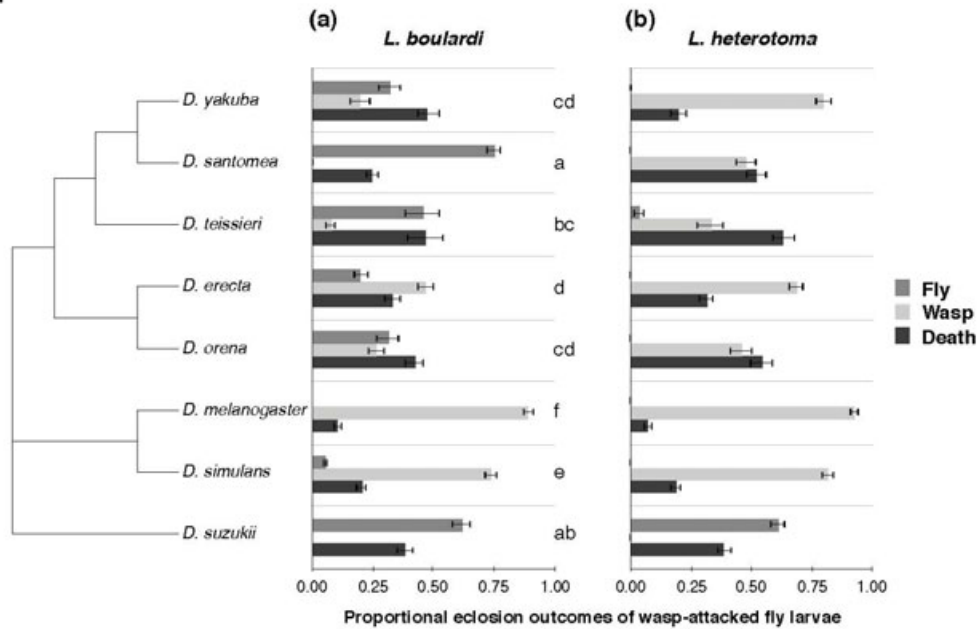 (a)
L. boulardi
(b)
L. heterotoma
D. yakuba
cd
D. santomea
a
D. teissieri
bc
D. erecta
d
D. orena
cd
D. melanogaster
f
D. simulans
e
D. suzukii
ab
Fly
Wasp
Death
0.00 0.25 0.50 0.75 1.00
0.00 0.25 0.50 0.75 1.00
Proportional eclosion outcomes of wasp-attacked fly larvae